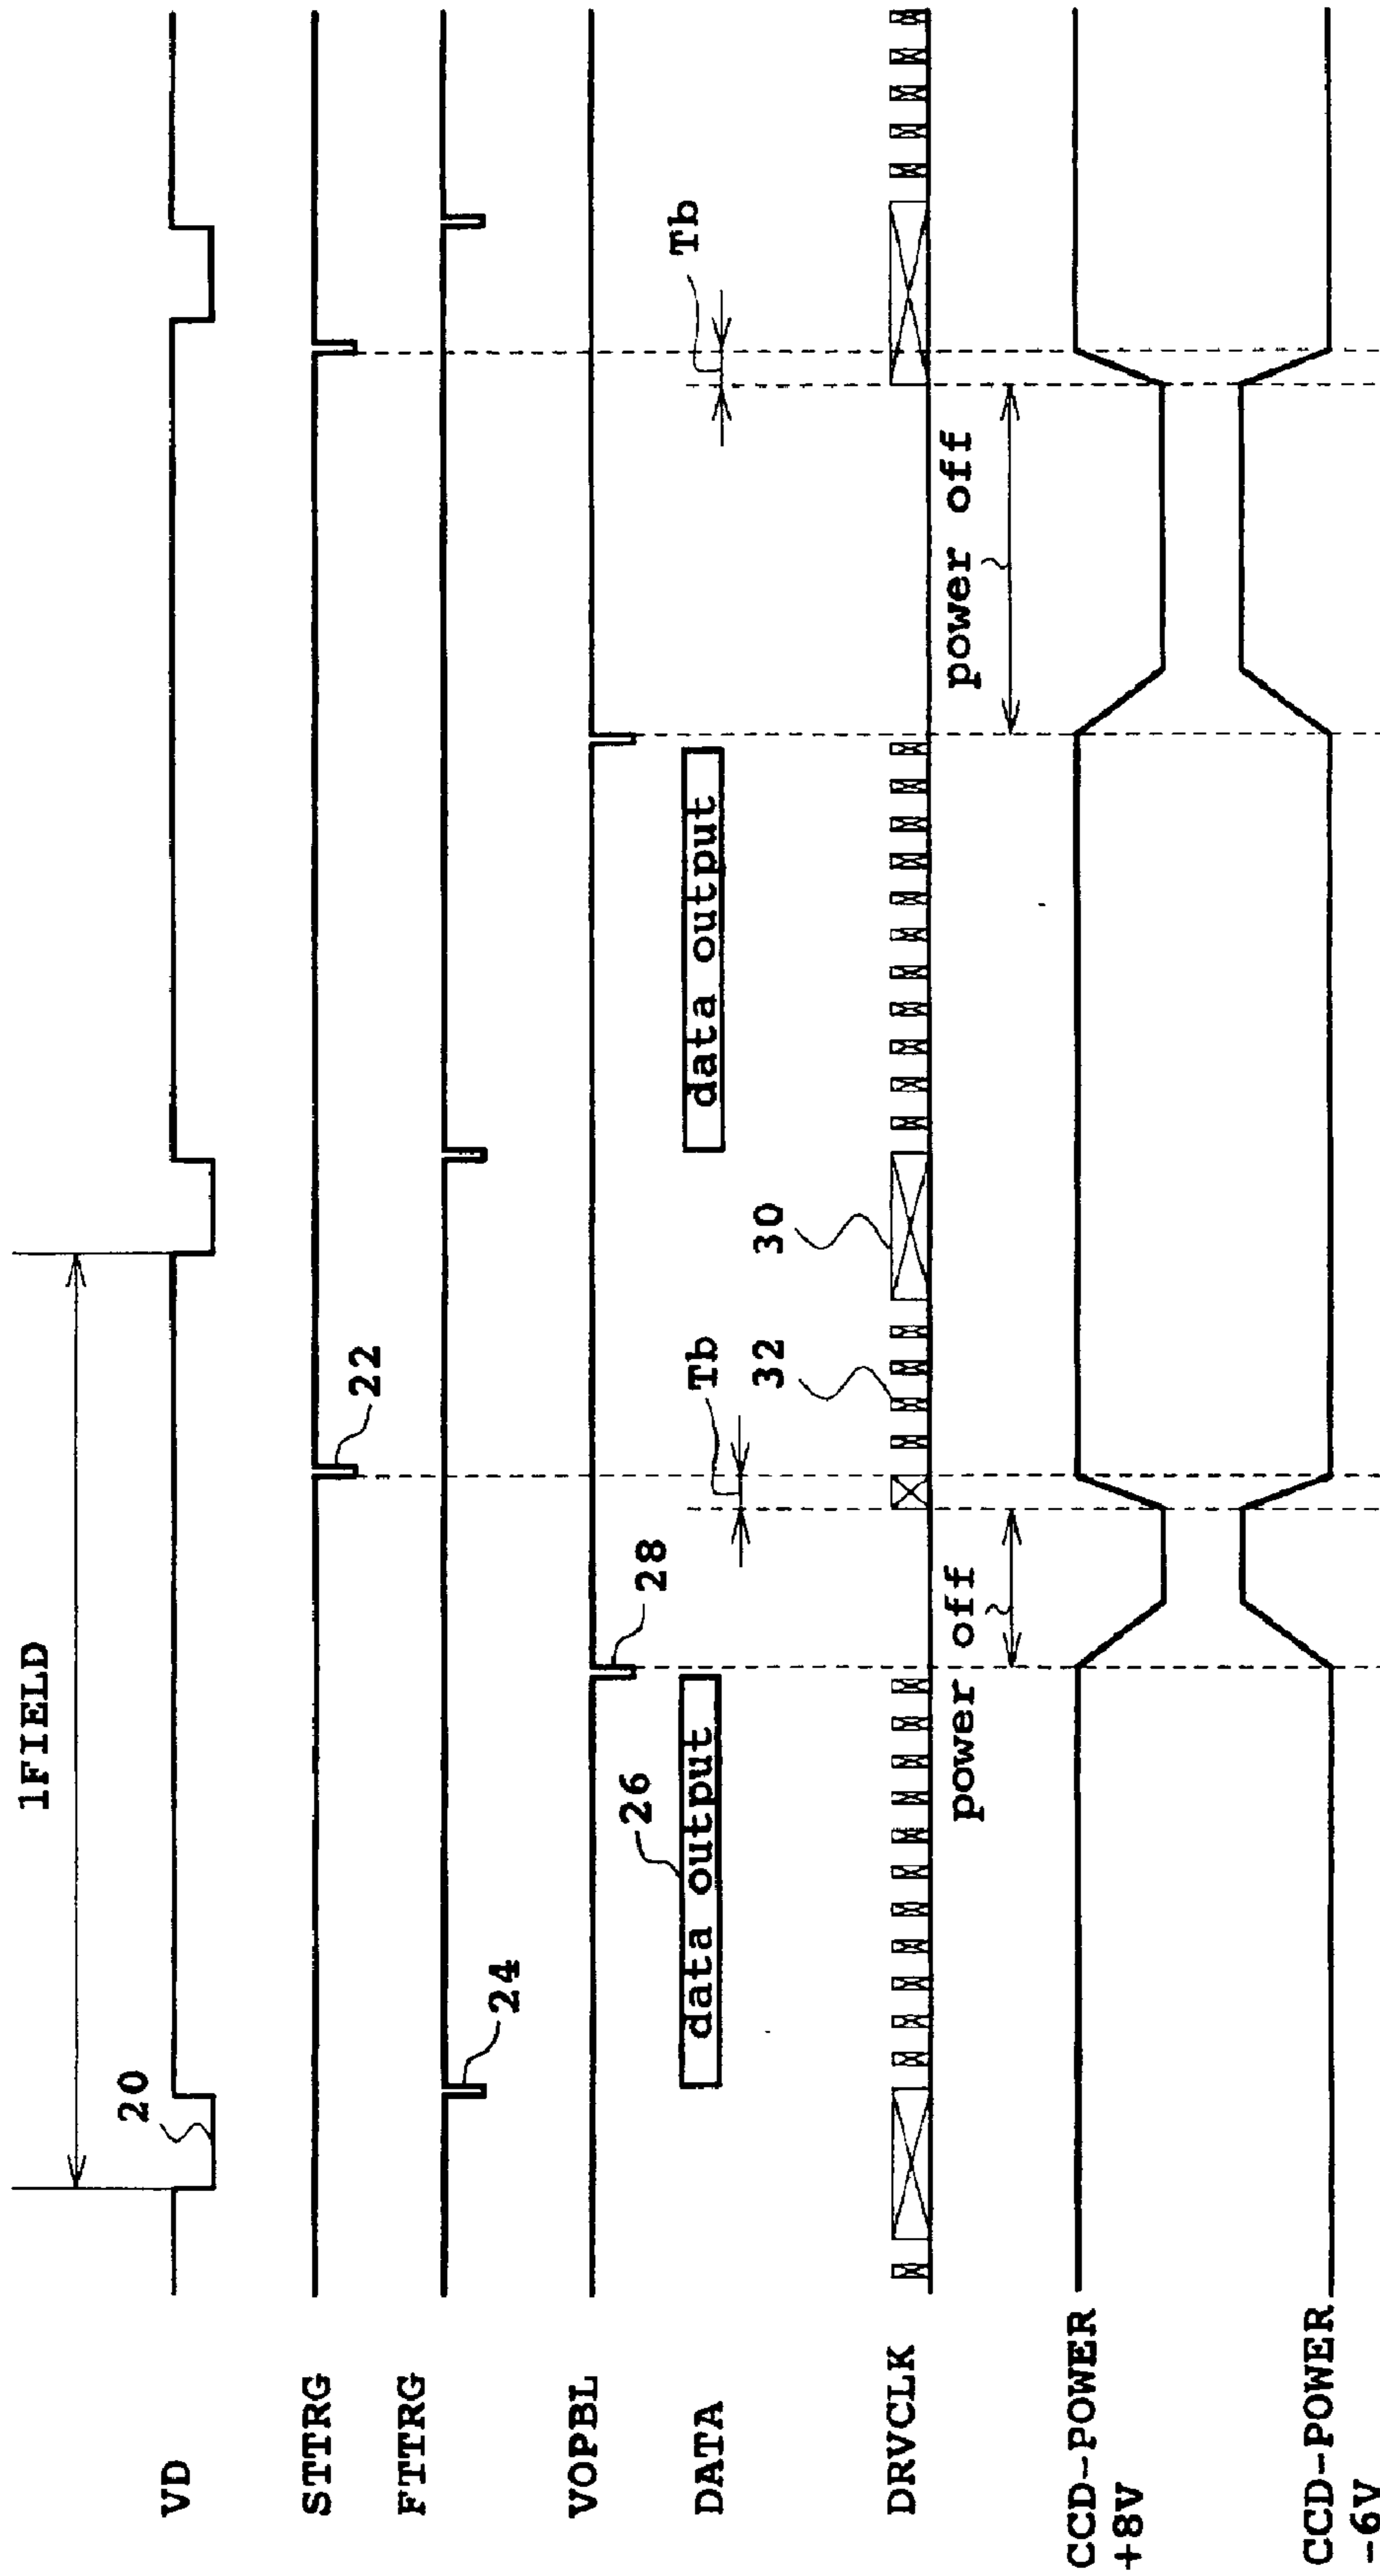 1FIELD
VD
20
STTRG
22
FTTRG
24
VOPBL
28
DATA
26
data output
data output
Tb
Tb
DRVCLK
32
30
power off
power off
CCD-POWER
+8V
CCD-POWER
-6V